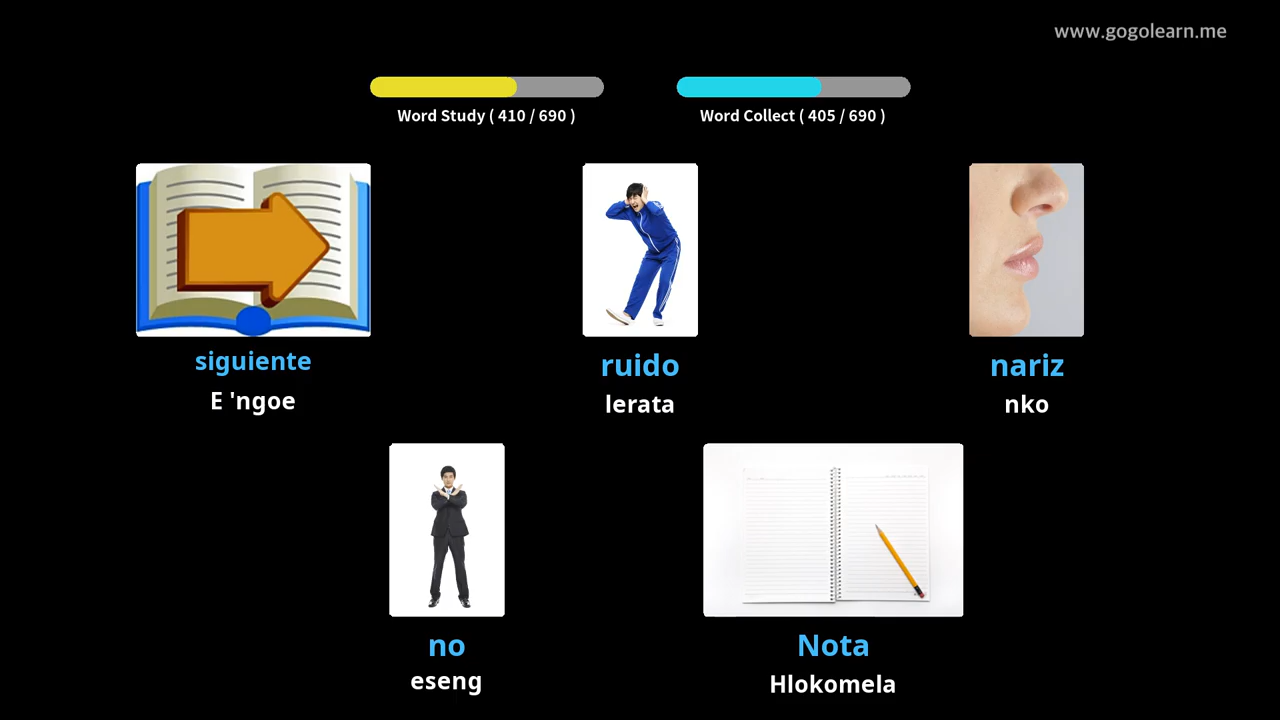 www.gogolearn.me
Word Study ( 410 / 690 )
Word Collect ( 405 / 690 )
siguiente
E 'ngoe
ruido
lerata
nariz
nko
no
eseng
Nota
Hlokomela